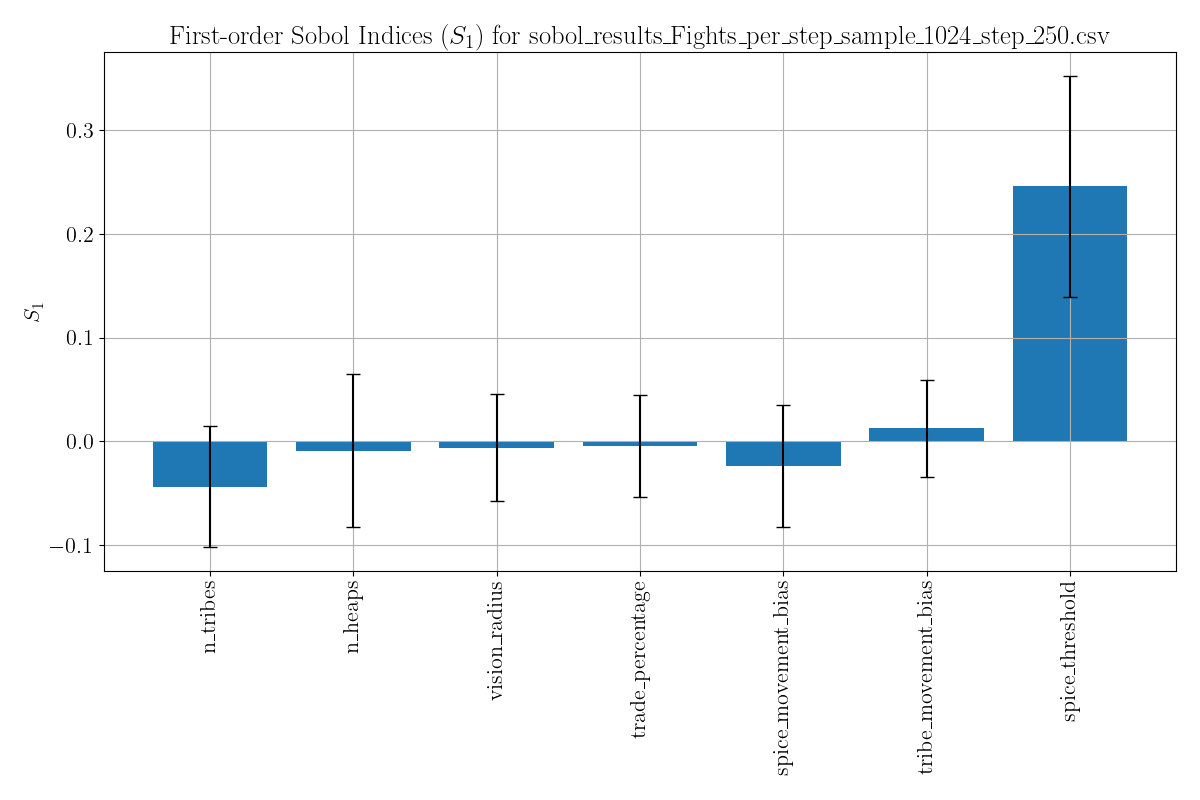 First-order Sobol Indices (S₁) for sobol_results_Fights_per_step_sample_1024_step_250.csv
S₁
0.3
0.2
0.1
0.0
−0.1
n_tribes
n_heaps
vision_radius
trade_percentage
spice_movement_bias
tribe_movement_bias
spice_threshold